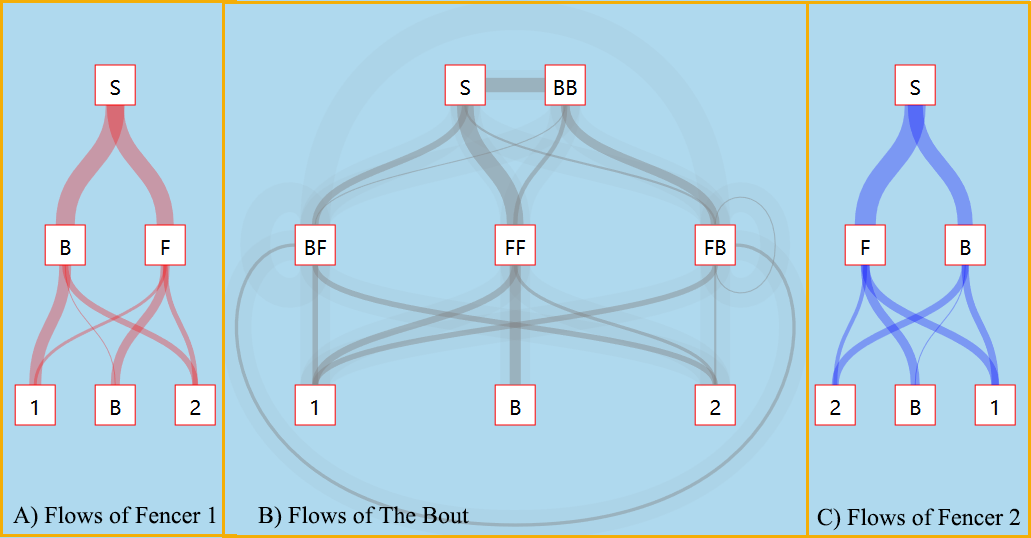 S
B F
1 B 2
A) Flows of Fencer 1
S BB
BF FF FB
1 B 2
B) Flows of The Bout
S
F B
2 B 1
C) Flows of Fencer 2